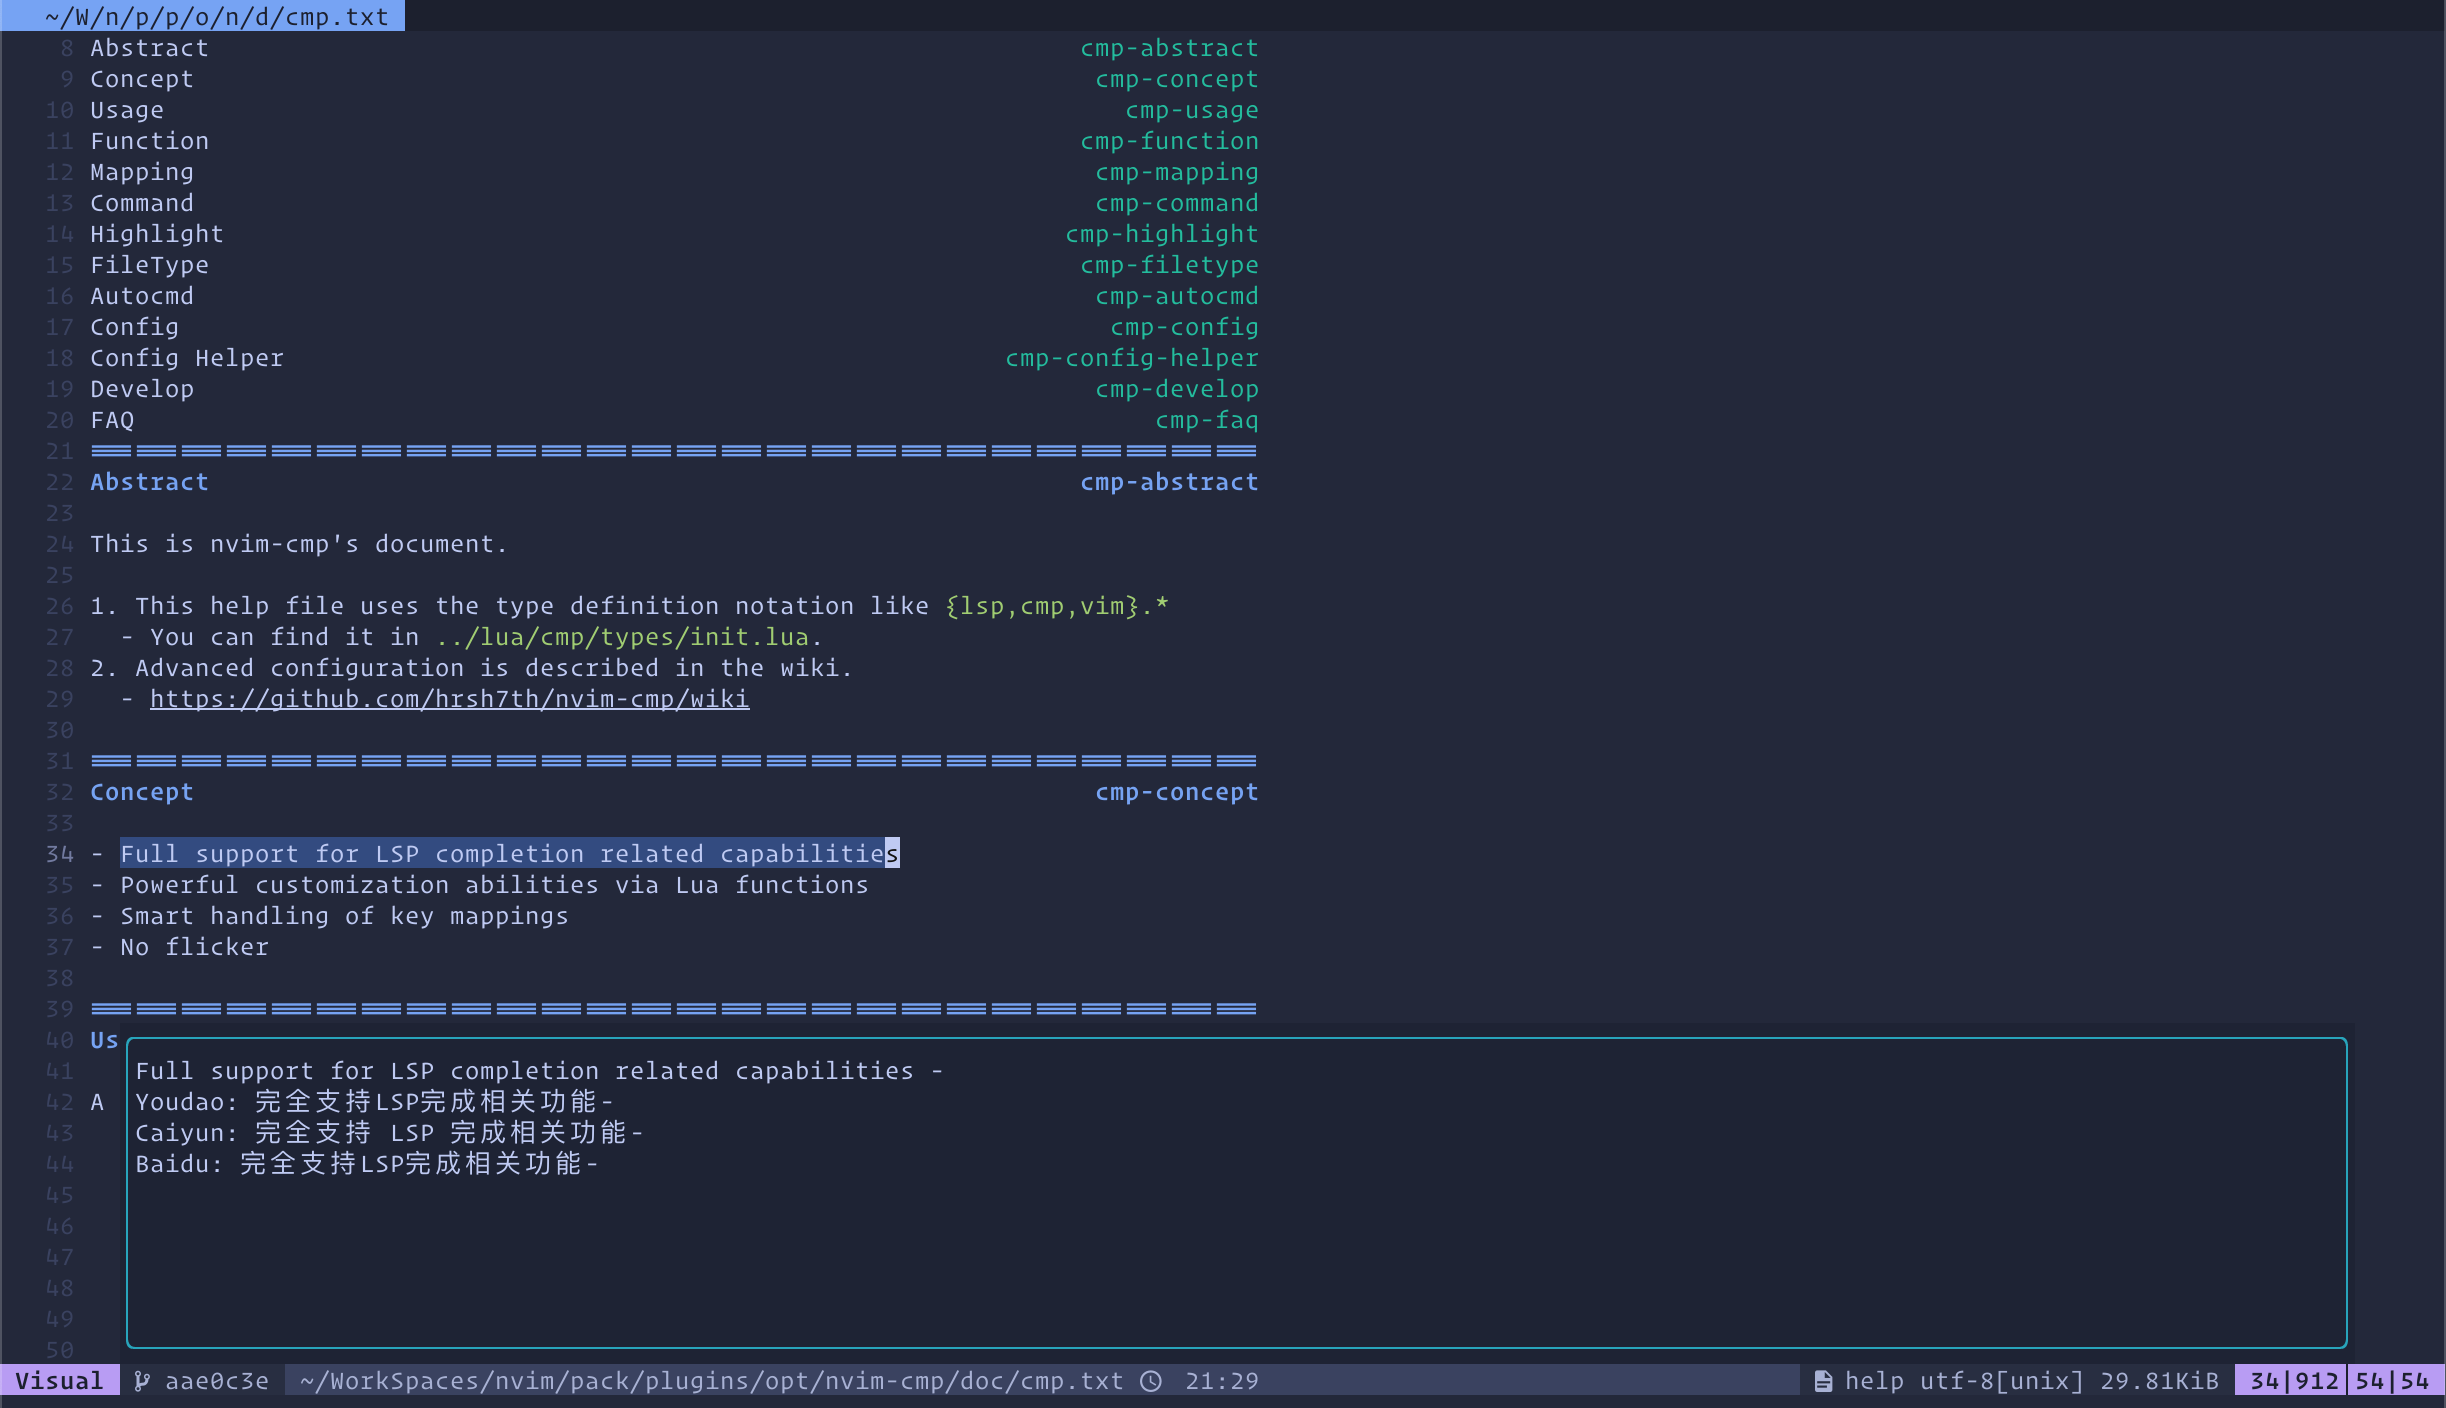 ~/W/n/p/p/o/n/d/cmp.txt
8 Abstract cmp-abstract
9 Concept cmp-concept
10 Usage cmp-usage
11 Function cmp-function
12 Mapping cmp-mapping
13 Command cmp-command
14 Highlight cmp-highlight
15 FileType cmp-filetype
16 Autocmd cmp-autocmd
17 Config cmp-config
18 Config Helper cmp-config-helper
19 Develop cmp-develop
20 FAQ cmp-faq
21 ==============================================================================
22 Abstract cmp-abstract
23
24 This is nvim-cmp's document.
25
26 1. This help file uses the type definition notation like {lsp,cmp,vim}.*
27 - You can find it in ../lua/cmp/types/init.lua.
28 2. Advanced configuration is described in the wiki.
29 - https://github.com/hrsh7th/nvim-cmp/wiki
30
31 ==============================================================================
32 Concept cmp-concept
33
34 - Full support for LSP completion related capabilities
35 - Powerful customization abilities via Lua functions
36 - Smart handling of key mappings
37 - No flicker
38
39 ==============================================================================
40 Us
41 Full support for LSP completion related capabilities -
42 A Youdao: 完全支持LSP完成相关功能-
43 Caiyun: 完全支持 LSP 完成相关功能-
44 Baidu: 完全支持LSP完成相关功能-
45
46
47
48
49
50
Visual aae0c3e ~/WorkSpaces/nvim/pack/plugins/opt/nvim-cmp/doc/cmp.txt 21:29 help utf-8[unix] 29.81KiB 34|912 54|54